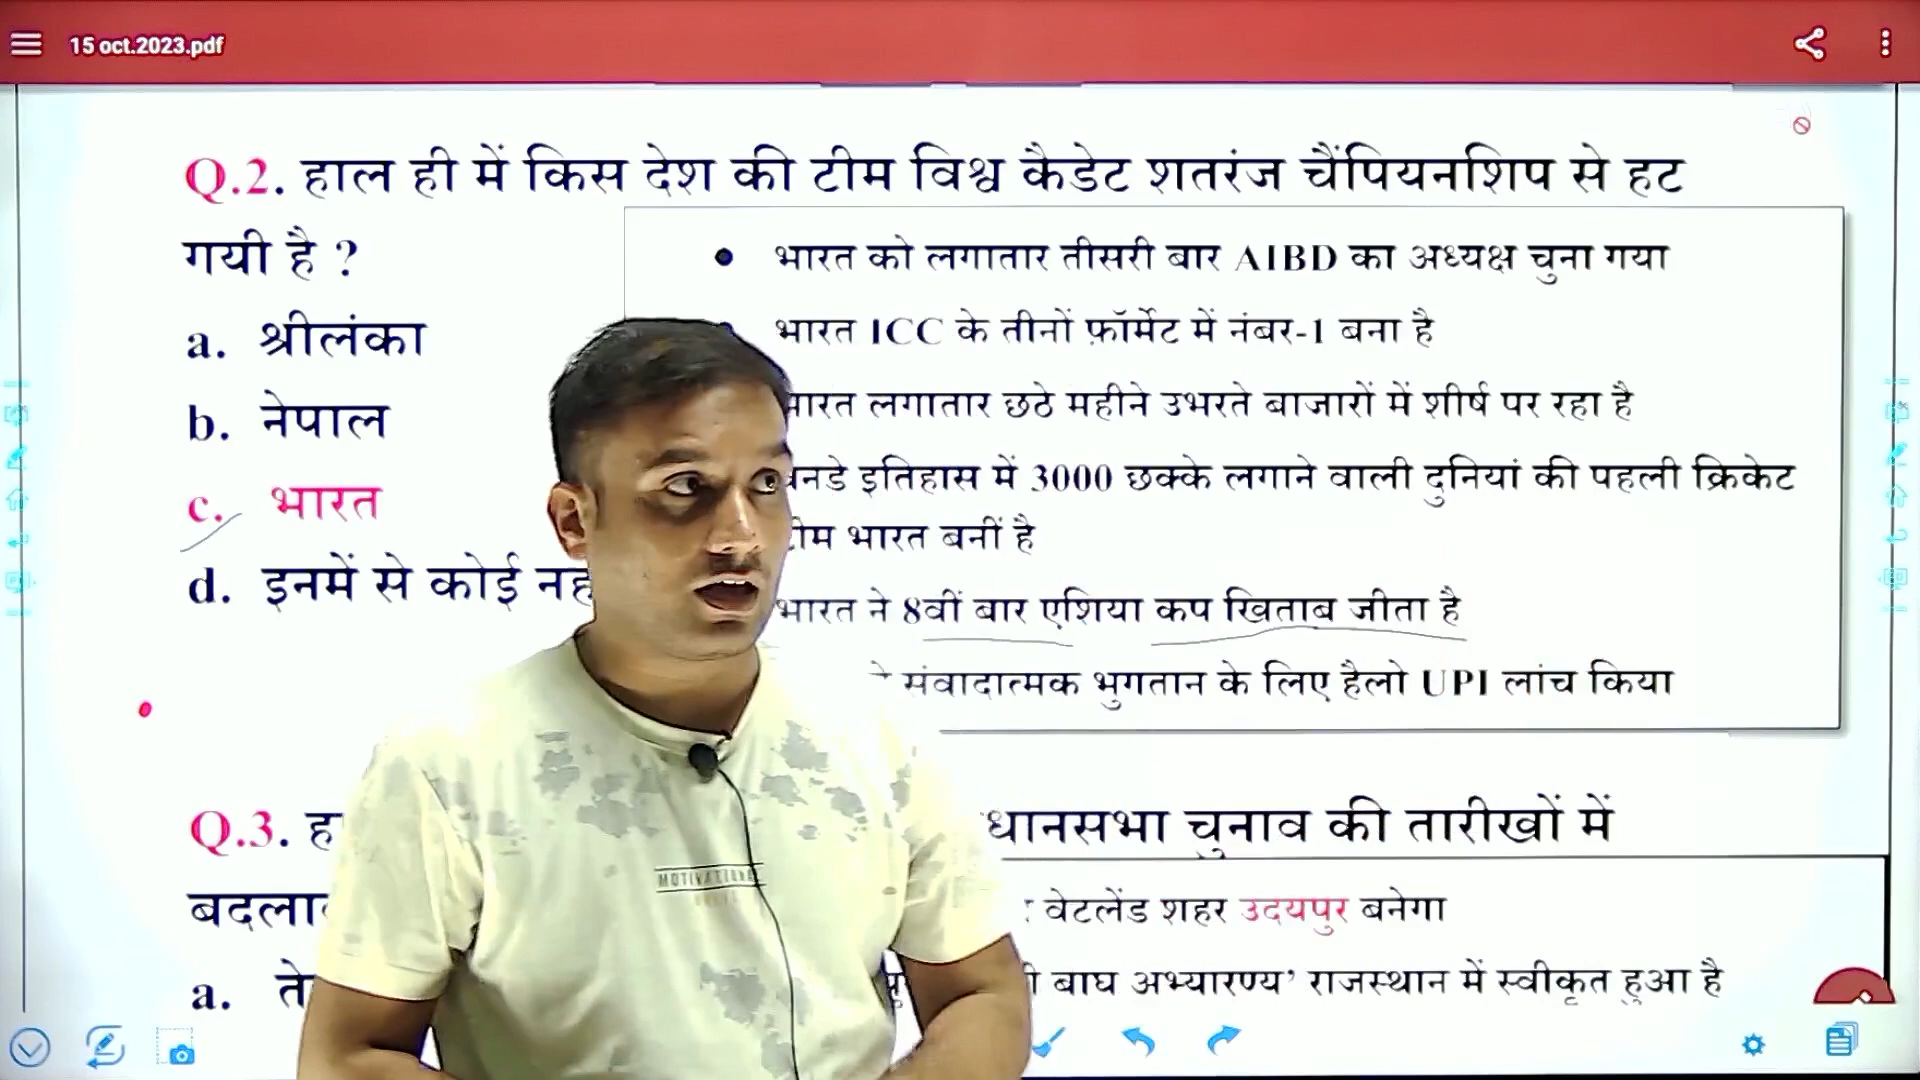 15 oct.2023.pdf
Q.2. हाल ही में किस देश की टीम विश्व कैडेट शतरंज चैंपियनशिप से हट
गयी है ?
a. श्रीलंका
b. नेपाल
c. भारत
d. इनमें से कोई
• भारत को लगातार तीसरी बार AIBD का अध्यक्ष चुना गया
भारत ICC के तीनों फ़ॉर्मेट में नंबर-1 बना है
भारत लगातार छठे महीने उभरते बाजारों में शीर्ष पर रहा है
इतिहास में 3000 छक्के लगाने वाली दुनियां की पहली क्रिकेट
भारत बनीं है
भारत ने 8वीं बार एशिया कप खिताब जीता है
संवादात्मक भुगतान के लिए हैलो UPI लांच किया
Q.3. चुनाव की तारीखों में
वेटलेंड शहर उदयपुर बनेगा
a.
बाघ अभ्यारण्य’ राजस्थान में स्वीकृत हुआ है
MOTIVATIONAL